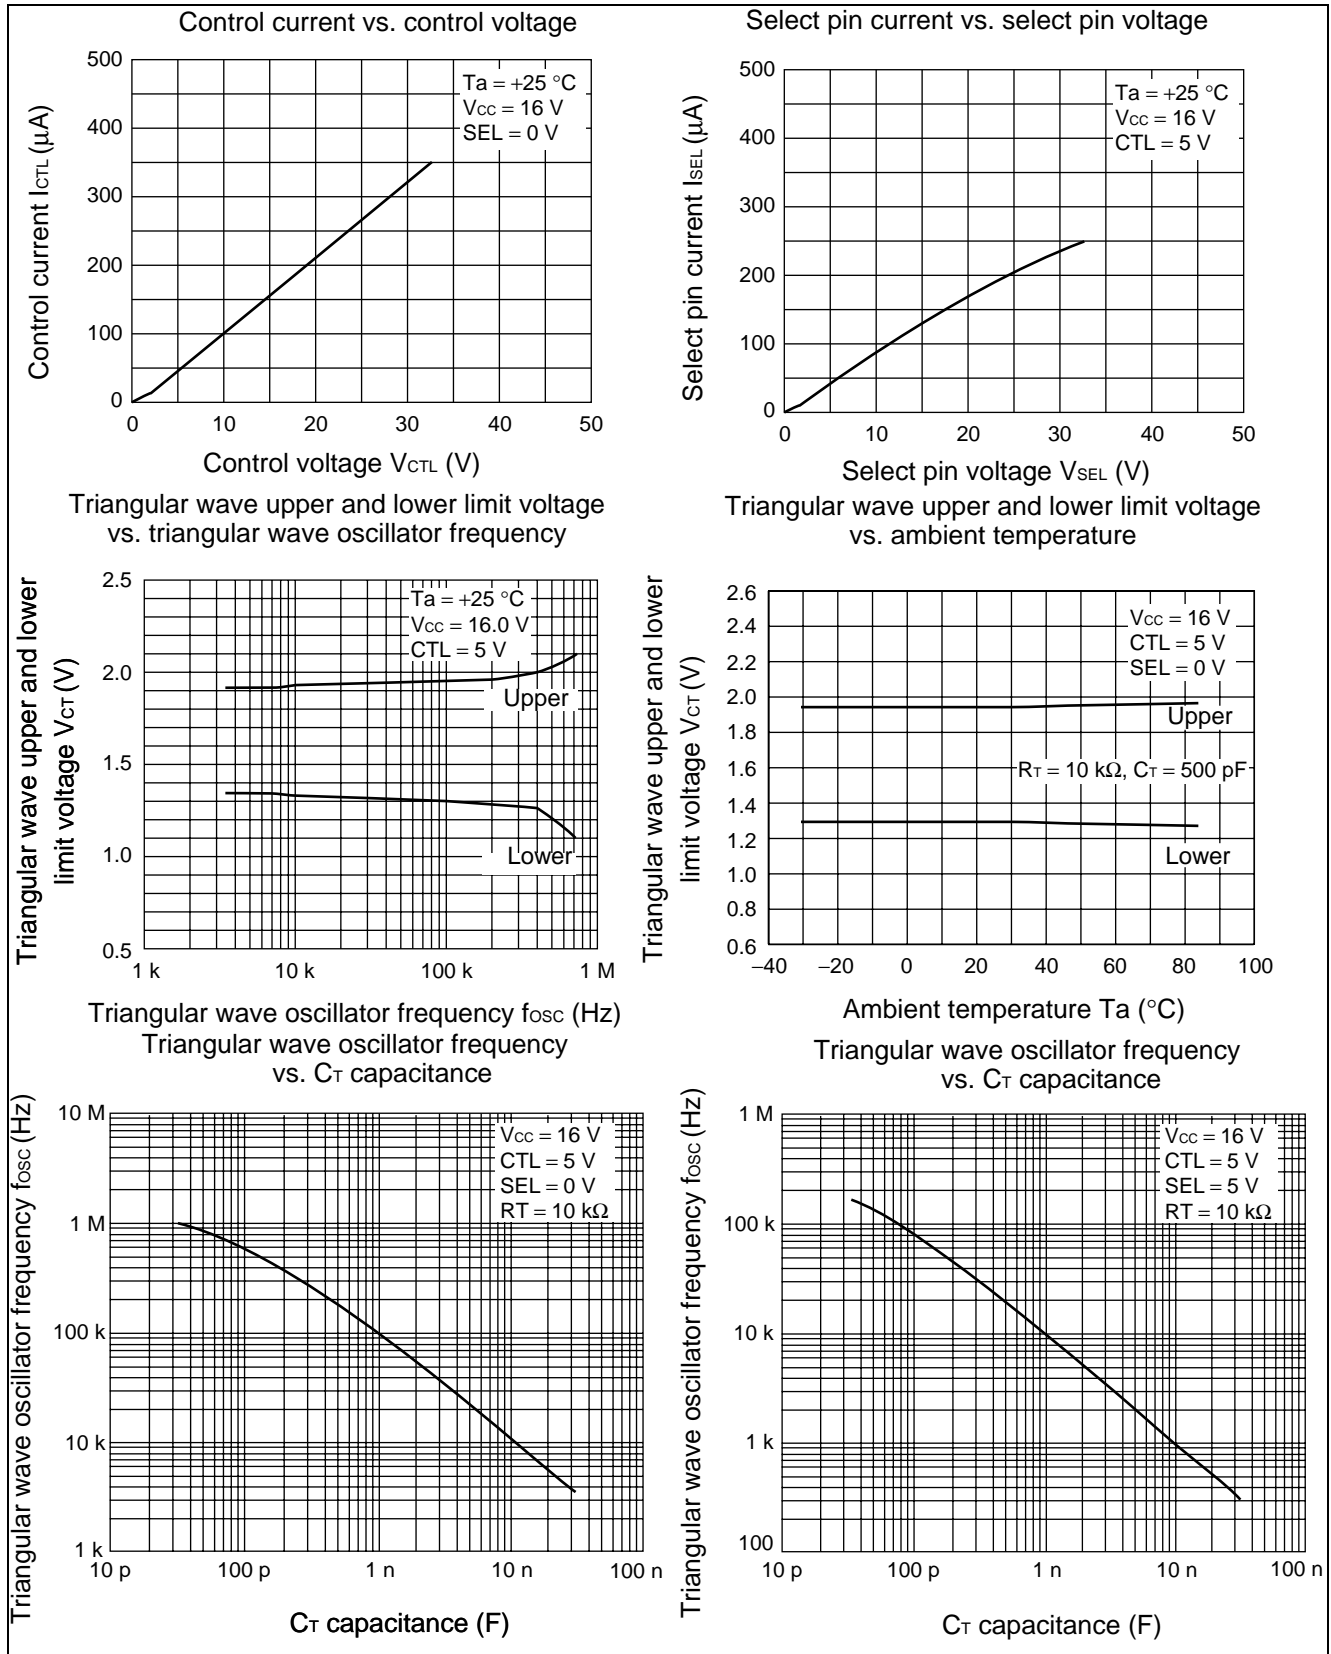 Control current vs. control voltage
500
400
300
200
100
0
0 10 20 30 40 50
Ta = +25 °C
VCC = 16 V
SEL = 0 V
Control current ICTL (μA)
Control voltage VCTL (V)
Select pin current vs. select pin voltage
500
400
300
200
100
0
0 10 20 30 40 50
Ta = +25 °C
VCC = 16 V
CTL = 5 V
Select pin current ISEL (μA)
Select pin voltage VSEL (V)
Triangular wave upper and lower limit voltage
vs. triangular wave oscillator frequency
2.5
2.0
1.5
1.0
0.5
1 k 10 k 100 k 1 M
Ta = +25 °C
VCC = 16.0 V
CTL = 5 V
Upper
Lower
Triangular wave upper and lower
limit voltage VCT (V)
Triangular wave oscillator frequency fOSC (Hz)
Triangular wave upper and lower limit voltage
vs. ambient temperature
2.6
2.4
2.2
2.0
1.8
1.6
1.4
1.2
1.0
0.8
0.6
−40 −20 0 20 40 60 80 100
VCC = 16 V
CTL = 5 V
SEL = 0 V
Upper
RT = 10 kΩ, CT = 500 pF
Lower
Triangular wave upper and lower
limit voltage VCT (V)
Ambient temperature Ta (°C)
Triangular wave oscillator frequency
vs. CT capacitance
10 M
1 M
100 k
10 k
1 k
10 p 100 p 1 n 10 n 100 n
VCC = 16 V
CTL = 5 V
SEL = 0 V
RT = 10 kΩ
Triangular wave oscillator frequency fOSC (Hz)
CT capacitance (F)
Triangular wave oscillator frequency
vs. CT capacitance
1 M
100 k
10 k
1 k
100
10 p 100 p 1 n 10 n 100 n
VCC = 16 V
CTL = 5 V
SEL = 5 V
RT = 10 kΩ
Triangular wave oscillator frequency fOSC (Hz)
CT capacitance (F)